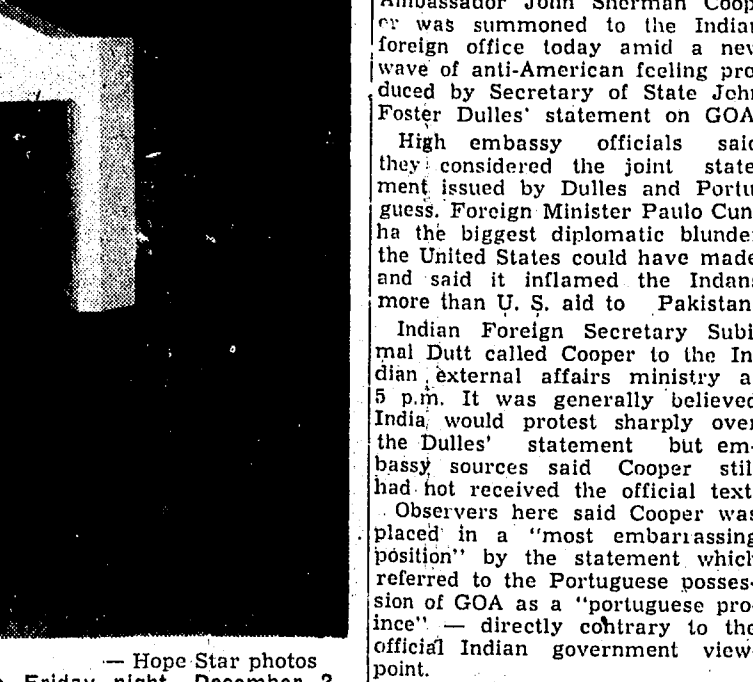 Ambassador John Sherman Coop
er was summoned to the India
foreign office today amid a new
wave of anti-American feeling pro
duced by Secretary of State John
Foster Dulles' statement on GOA
High embassy officials said
they considered the joint state
ment issued by Dulles and Portu
guess. Foreign Minister Paulo Cun
ha the biggest diplomatic blunde
the United States could have made
and said it inflamed the Indans
more than U. S. aid to Pakistan
Indian Foreign Secretary Subi
mal Dutt called Cooper to the In
dian external affairs ministry a
5 p.m. It was generally believed
India would protest sharply over
the Dulles' statement but em-
bassy sources said Cooper stil
had not received the official text
Observers here said Cooper was
placed in a "most embarrassing
position" by the statement which
referred to the Portuguese posses-
sion of GOA as a "portuguese pro
ince" — directly contrary to the
official Indian government view
point.
— Hope Star photos
Friday night, December 2